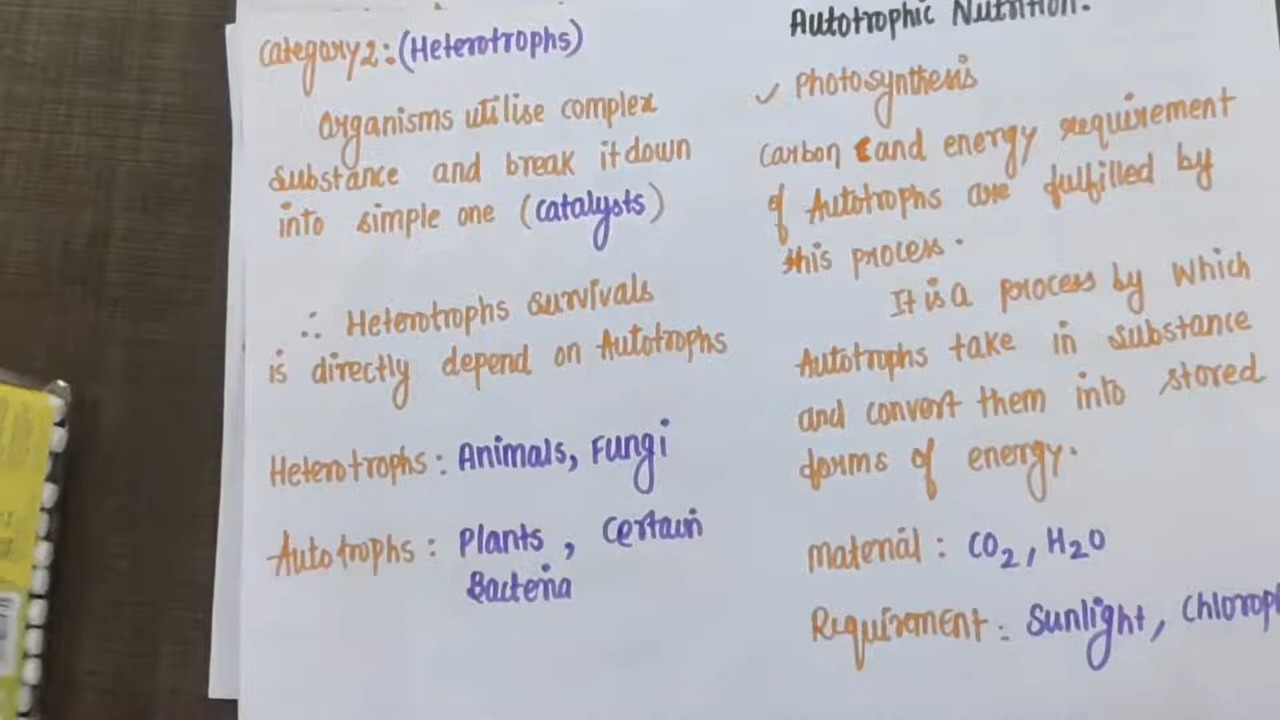 Category 2: (Heterotrophs)
Organisms utilise complex
substance and break it down
into simple one (catalysts)
∴ Heterotrophs survivals
is directly depend on Autotrophs
Heterotrophs : Animals, Fungi
Autotrophs : Plants , Certain
Bacteria
Autotrophic Nutrition.
✓ Photosynthesis
Carbon and energy requirement
of Autotrophs are fulfilled by
this process.
It is a process by which
Autotrophs take in substance
and convert them into stored
forms of energy.
Material : CO2, H2O
Requirement : Sunlight, Chlorop